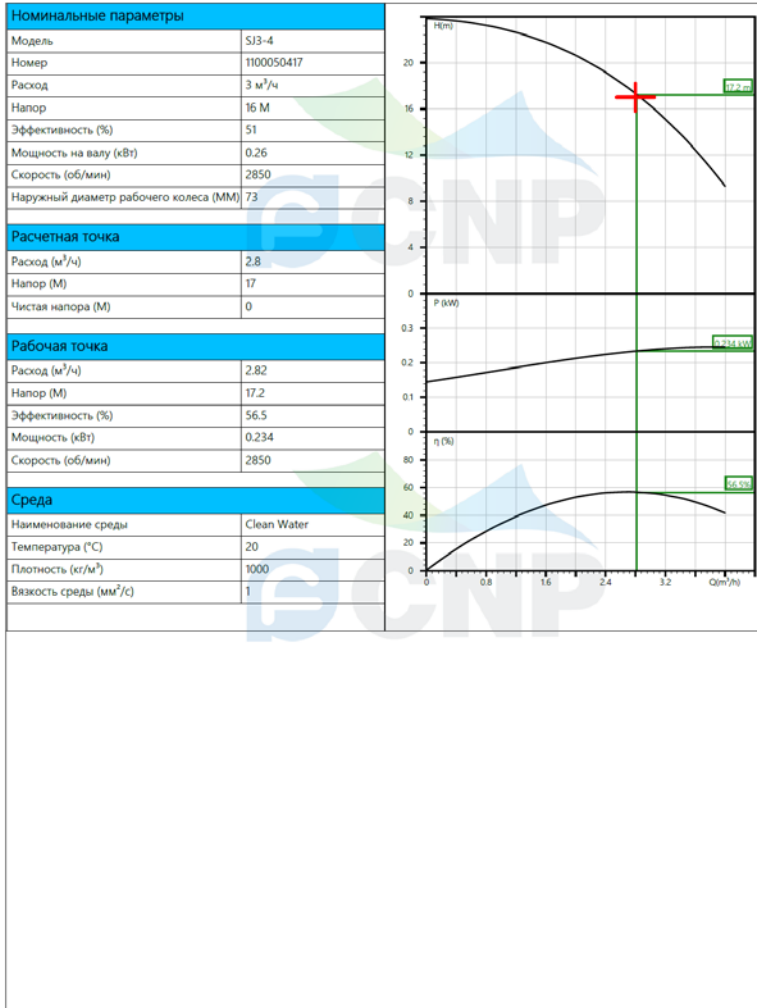 Номинальные параметры
Модель SJ3-4
Номер 1100050417
Расход 3 м³/ч
Напор 16 М
Эффективность (%) 51
Мощность на валу (кВт) 0.26
Скорость (об/мин) 2850
Наружный диаметр рабочего колеса (ММ) 73
Расчетная точка
Расход (м³/ч) 2.8
Напор (М) 17
Чистая напора (М) 0
Рабочая точка
Расход (м³/ч) 2.82
Напор (М) 17.2
Эффективность (%) 56.5
Мощность (кВт) 0.234
Скорость (об/мин) 2850
Среда
Наименование среды Clean Water
Температура (°C) 20
Плотность (кг/м³) 1000
Вязкость среды (мм²/с) 1
H(m)
20
17.2 m
16
12
8
4
0
P (kW)
0.3
0.234 kW
0.2
0.1
0
η (%)
80
60
56.5%
40
20
0
0 0.8 1.6 2.4 3.2 Q(m³/h)
CNP
CNP